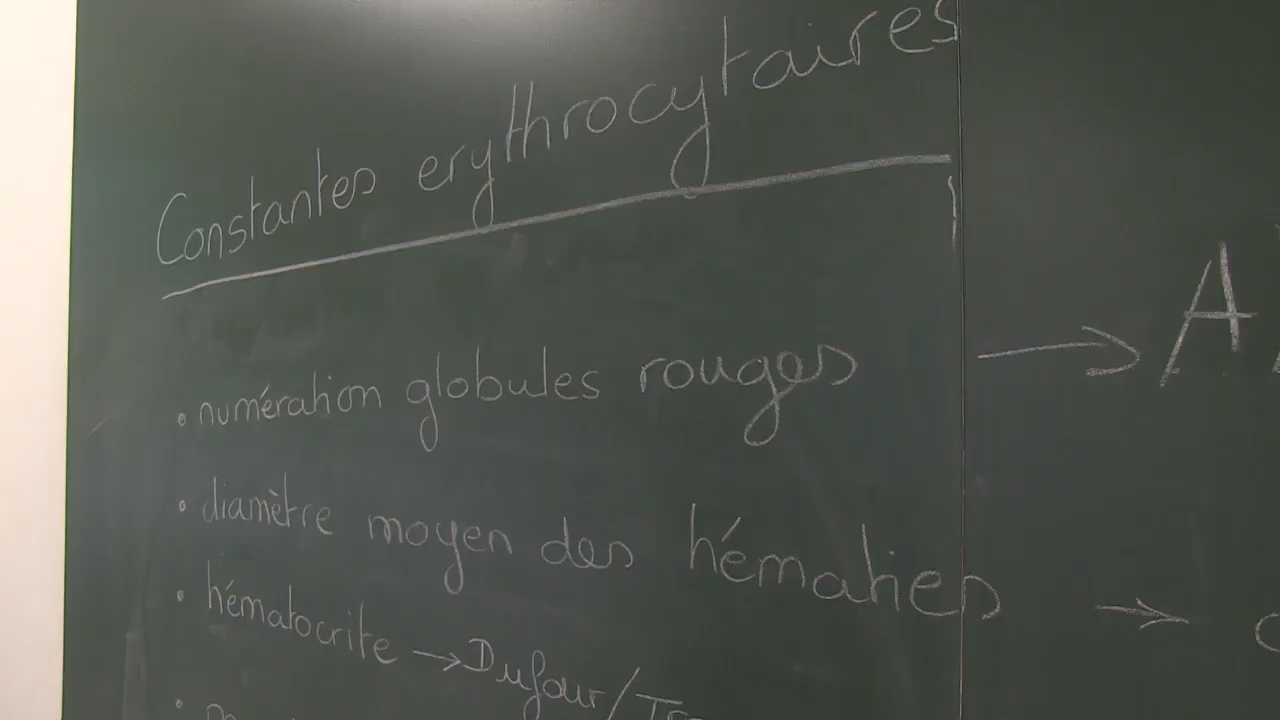 Constantes erythrocytaires
• numération globules rouges → A
• diamètre moyen des hématies →
• hématocrite → Dufour/